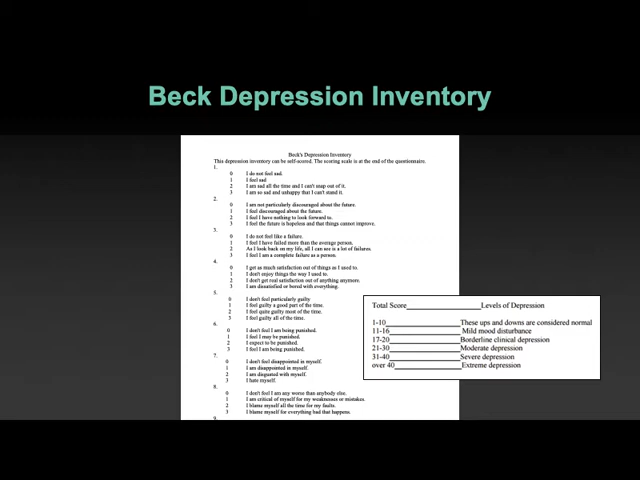 Beck Depression Inventory
Beck's Depression Inventory
This depression inventory can be self-scored. The scoring scale is at the end of the questionnaire.
1.
0 I do not feel sad.
1 I feel sad
2 I am sad all the time and I can't snap out of it.
3 I am so sad and unhappy that I can't stand it.
2.
0 I am not particularly discouraged about the future.
1 I feel discouraged about the future.
2 I feel I have nothing to look forward to.
3 I feel the future is hopeless and that things cannot improve.
3.
0 I do not feel like a failure.
1 I feel I have failed more than the average person.
2 As I look back on my life, all I can see is a lot of failures.
3 I feel I am a complete failure as a person.
4.
0 I get as much satisfaction out of things as I used to.
1 I don't enjoy things the way I used to.
2 I don't get real satisfaction out of anything anymore.
3 I am dissatisfied or bored with everything.
5.
0 I don't feel particularly guilty
1 I feel guilty a good part of the time.
2 I feel quite guilty most of the time.
3 I feel guilty all of the time.
6.
0 I don't feel I am being punished.
1 I feel I may be punished.
2 I expect to be punished.
3 I feel I am being punished.
7.
0 I don't feel disappointed in myself.
1 I am disappointed in myself.
2 I am disgusted with myself.
3 I hate myself.
8.
0 I don't feel I am any worse than anybody else.
1 I am critical of myself for my weaknesses or mistakes.
2 I blame myself all the time for my faults.
3 I blame myself for everything bad that happens.
Total Score____________________Levels of Depression
1-10____________________These ups and downs are considered normal
11-16____________________Mild mood disturbance
17-20____________________Borderline clinical depression
21-30____________________Moderate depression
31-40____________________Severe depression
over 40____________________Extreme depression